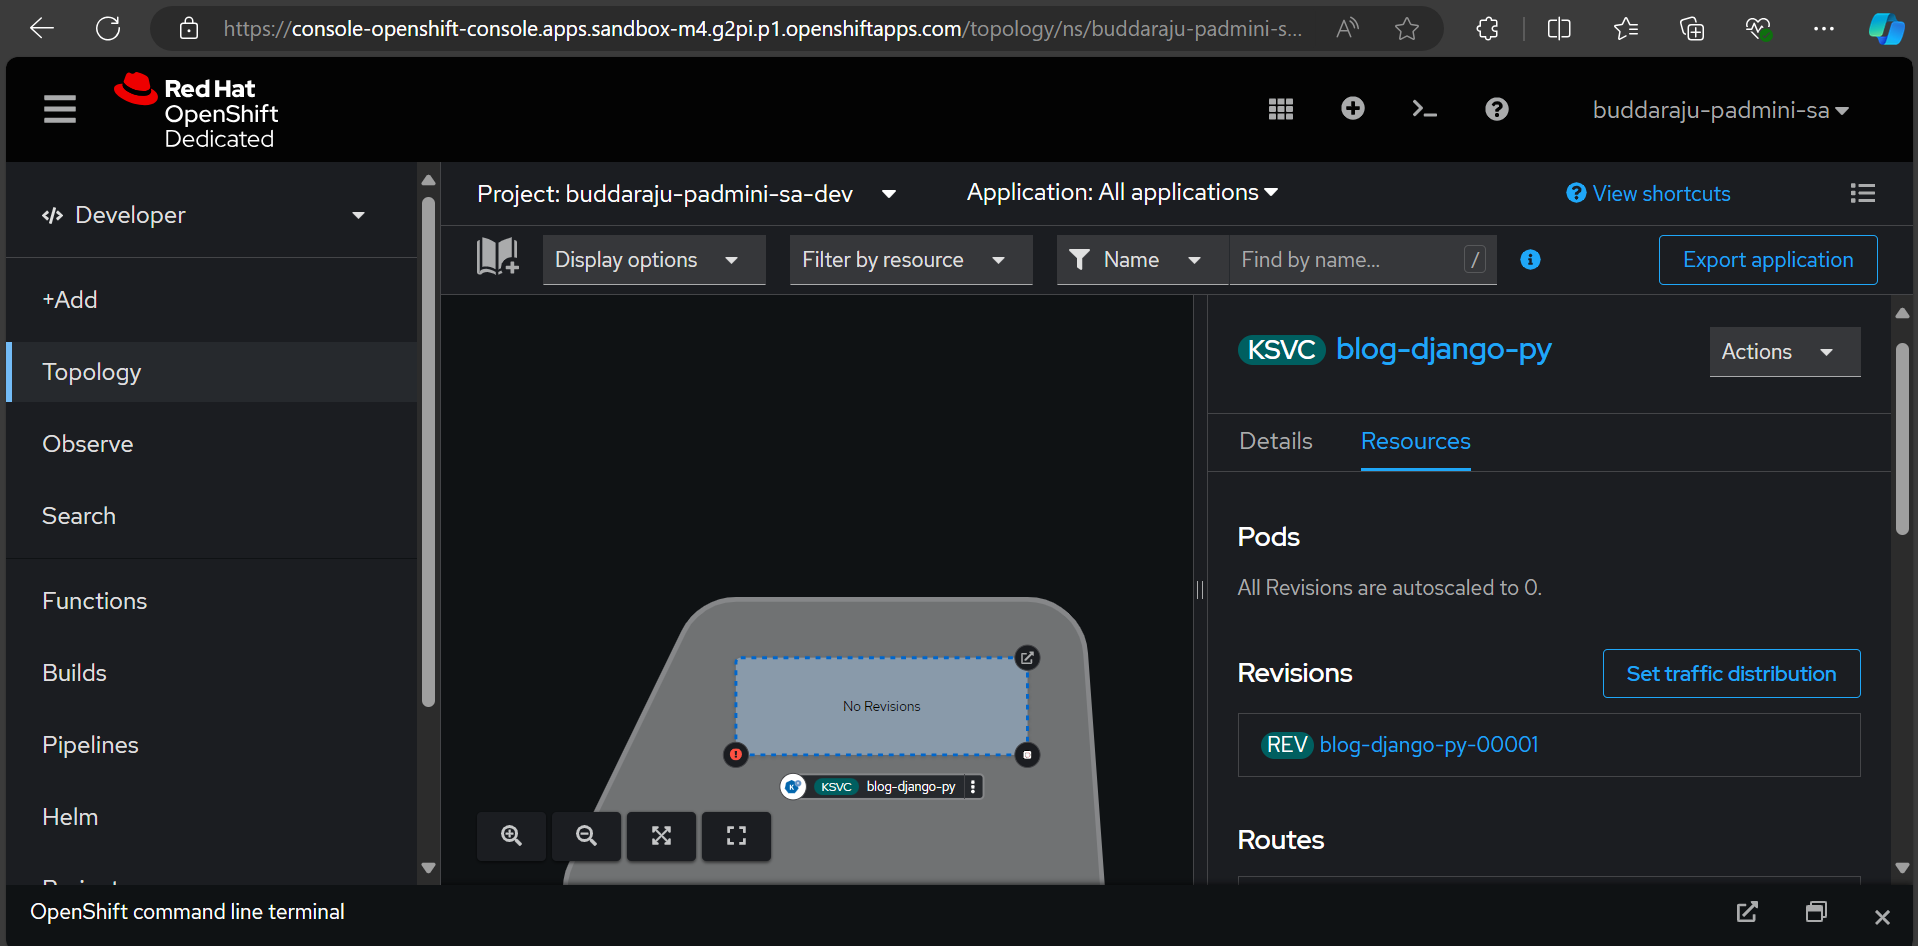 https://console-openshift-console.apps.sandbox-m4.g2pi.p1.openshiftapps.com/topology/ns/buddaraju-padmini-s...
Red Hat
OpenShift
Dedicated
buddaraju-padmini-sa
Project: buddaraju-padmini-sa-dev
Application: All applications
View shortcuts
Developer
Display options
Filter by resource
Name
Find by name...
/
Export application
+Add
Topology
Observe
Search
Functions
Builds
Pipelines
Helm
No Revisions
KSVC blog-django-py
KSVC blog-django-py
Actions
Details
Resources
Pods
All Revisions are autoscaled to 0.
Revisions
Set traffic distribution
REV blog-django-py-00001
Routes
OpenShift command line terminal